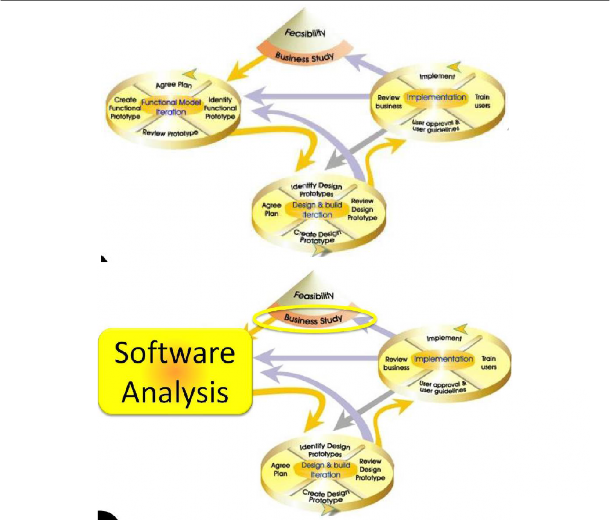 Feasibility
Business Study
Agree Plan
Create
Functional
Prototype
Functional Model
Iteration
Identify
Functional
Prototype
Review Prototype
Implement
Review
business
Implementation
Train
users
User approval &
user guidelines
Identify Design
Prototypes
Agree
Plan
Design & build
iteration
Review
Design
Prototype
Create Design
Prototype
Feasibility
Business Study
Software
Analysis
Implement
Review
business
Implementation
Train
users
User approval &
user guidelines
Identify Design
Prototypes
Agree
Plan
Design & build
iteration
Review
Design
Prototype
Create Design
Prototype